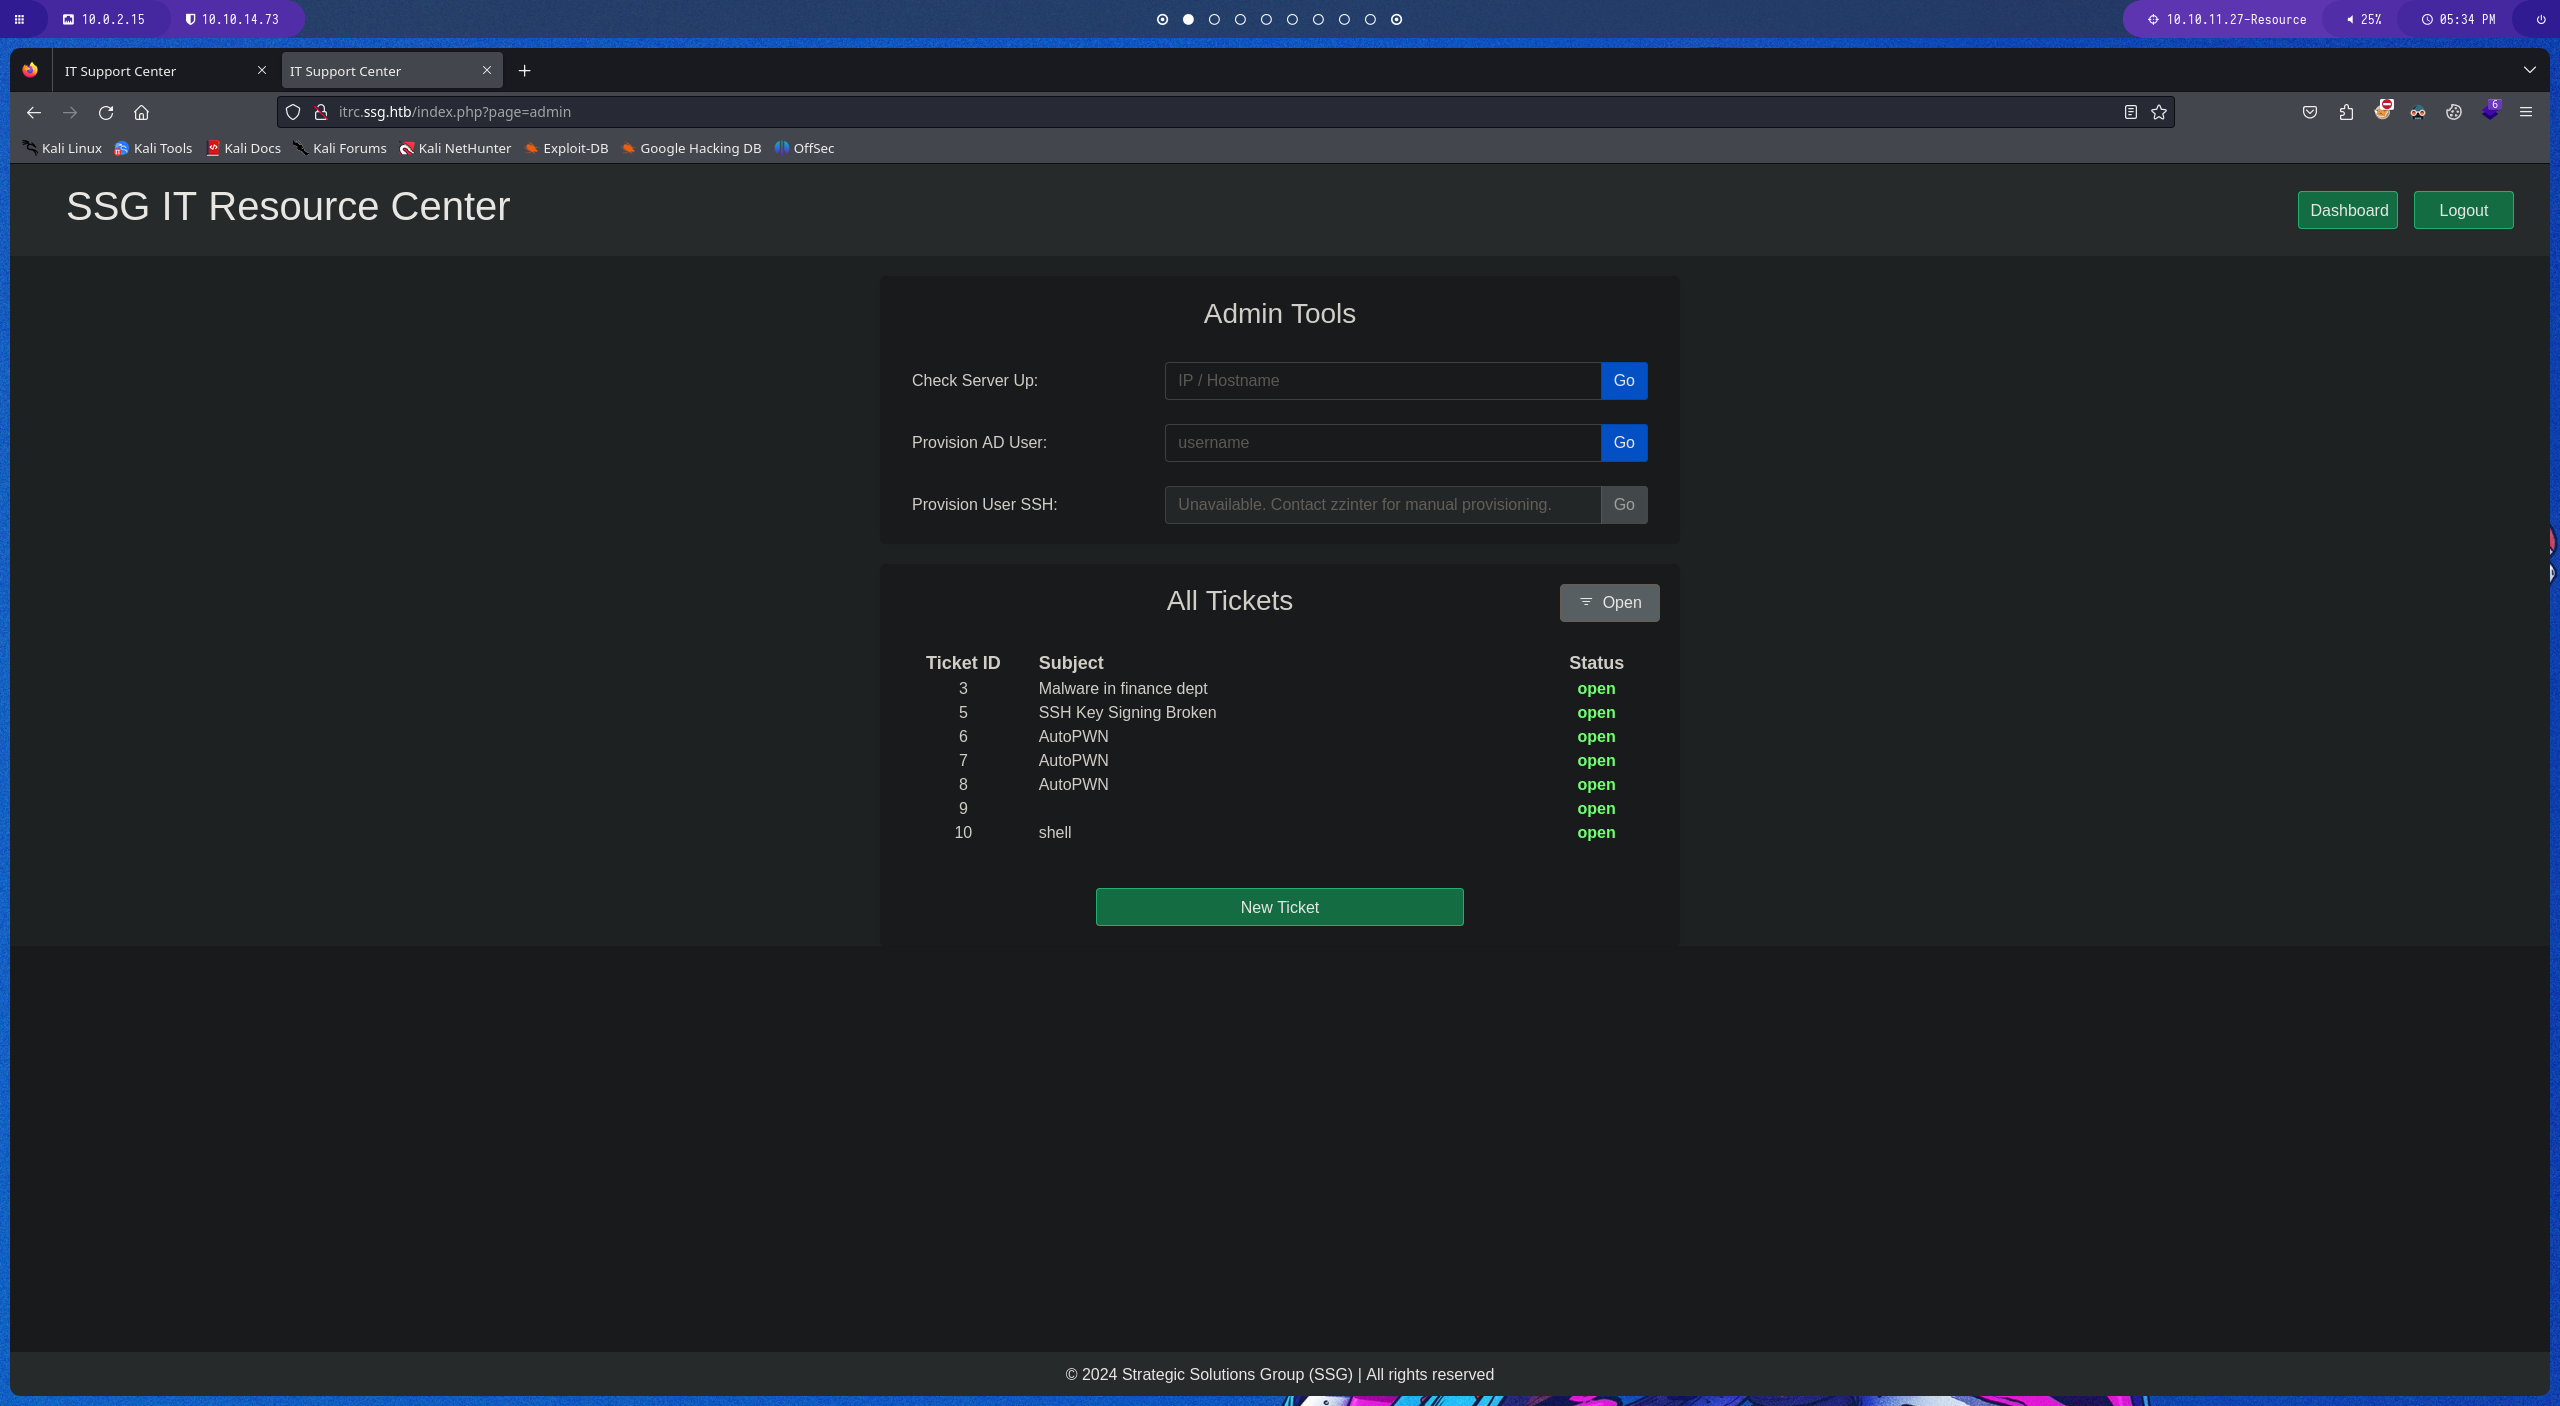 10.0.2.15 10.10.14.73 10.10.11.27-Resource 25% 05:34 PM
IT Support Center IT Support Center
itrc.ssg.htb/index.php?page=admin 6
Kali Linux Kali Tools Kali Docs Kali Forums Kali NetHunter Exploit-DB Google Hacking DB OffSec
SSG IT Resource Center Dashboard Logout
Admin Tools
Check Server Up: IP / Hostname Go
Provision AD User: username Go
Provision User SSH: Unavailable. Contact zzinter for manual provisioning. Go
All Tickets Open
Ticket ID Subject Status
3 Malware in finance dept open
5 SSH Key Signing Broken open
6 AutoPWN open
7 AutoPWN open
8 AutoPWN open
9 open
10 shell open
New Ticket
© 2024 Strategic Solutions Group (SSG) | All rights reserved